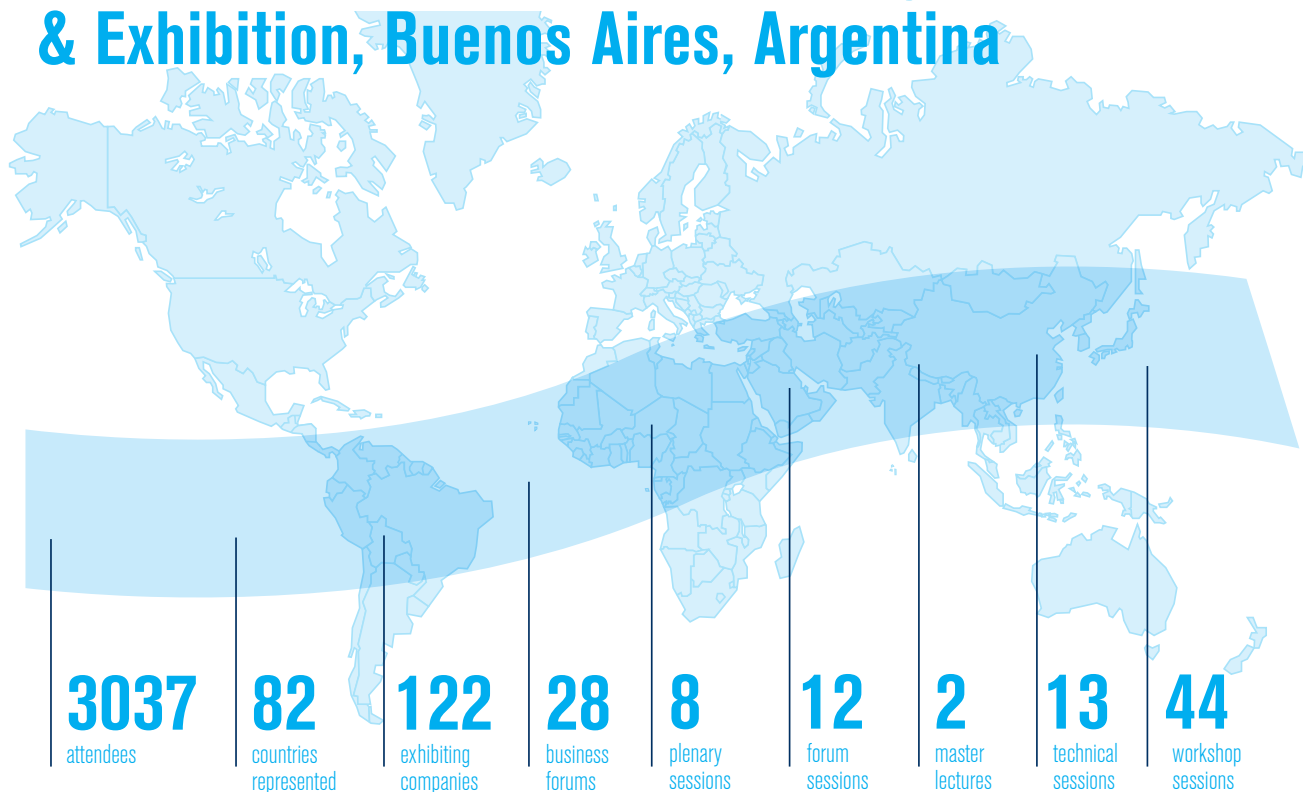 & Exhibition, Buenos Aires, Argentina
3037
attendees
82
countries
represented
122
exhibiting
companies
28
business
forums
8
plenary
sessions
12
forum
sessions
2
master
lectures
13
technical
sessions
44
workshop
sessions